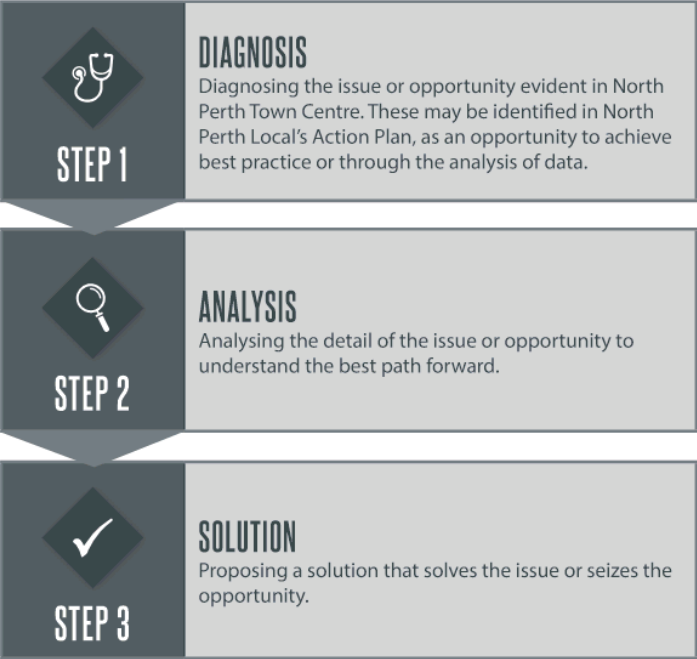 STEP 1
DIAGNOSIS
Diagnosing the issue or opportunity evident in North
Perth Town Centre. These may be identified in North
Perth Local's Action Plan, as an opportunity to achieve
best practice or through the analysis of data.
STEP 2
ANALYSIS
Analysing the detail of the issue or opportunity to
understand the best path forward.
STEP 3
SOLUTION
Proposing a solution that solves the issue or seizes the
opportunity.